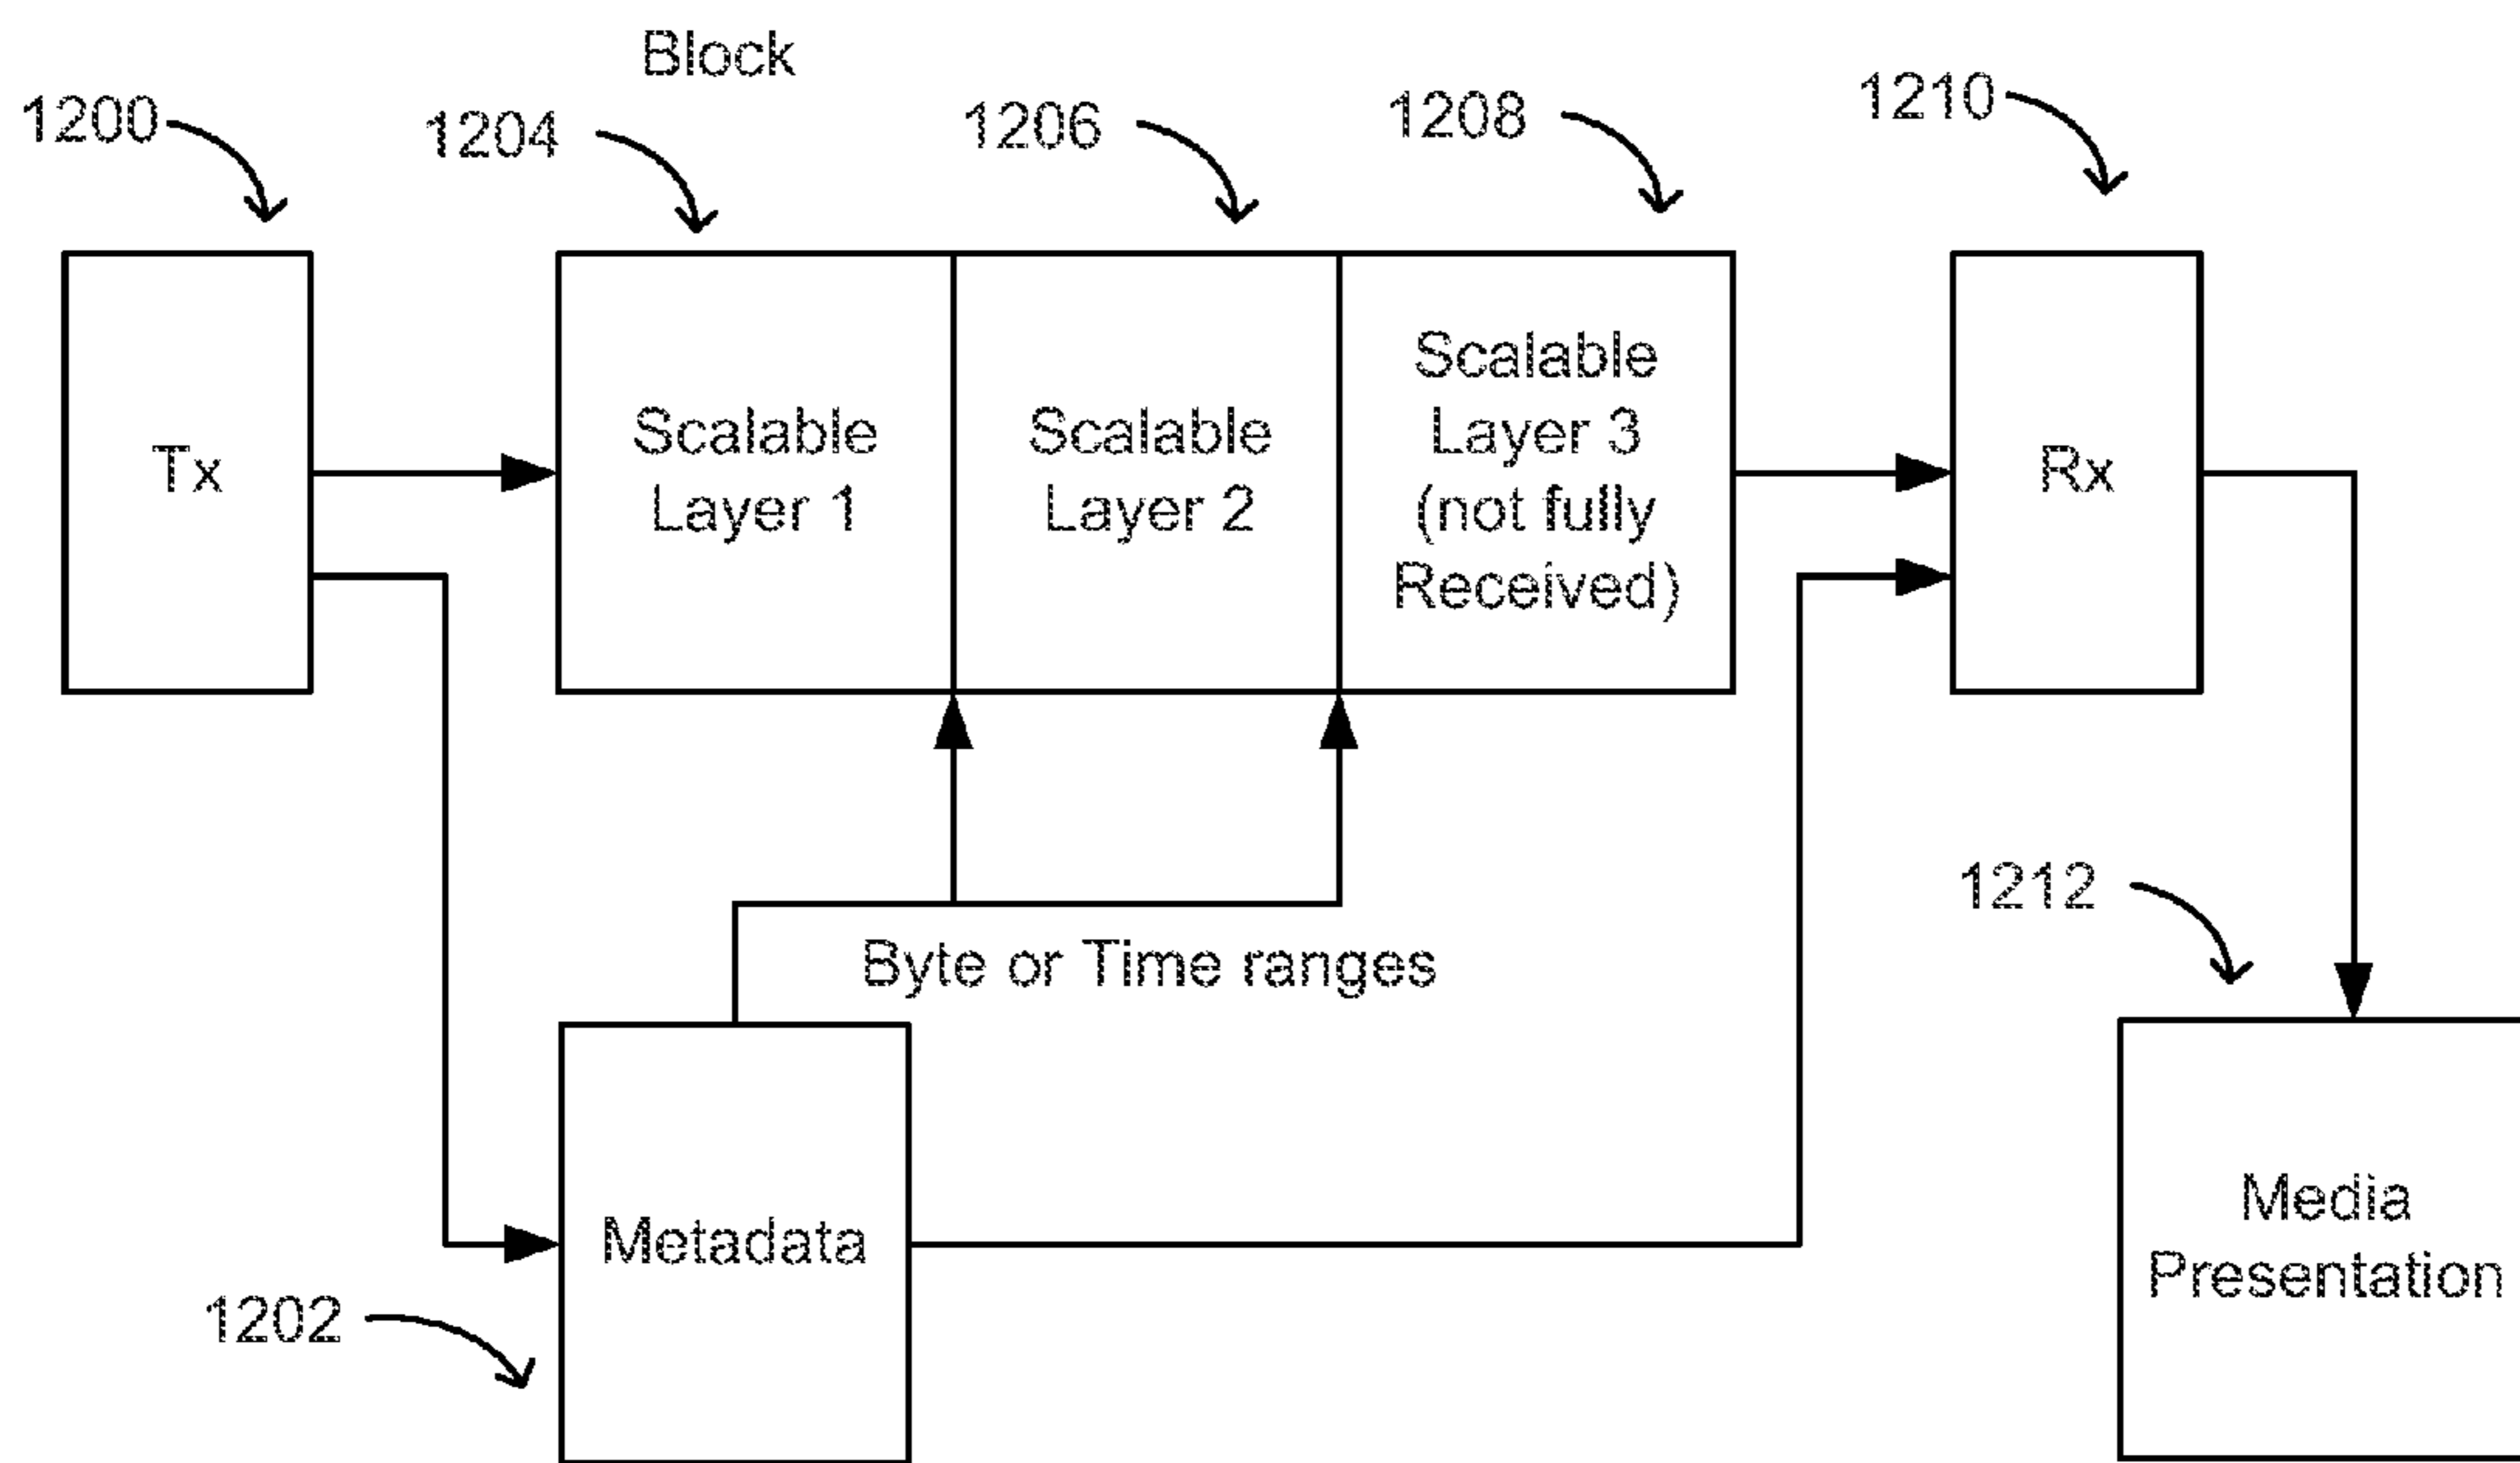 Block
1200
1204
1206
1208
1210
Tx
Scalable
Layer 1
Scalable
Layer 2
Scalable
Layer 3
(not fully
Received)
Rx
1212
Byte or Time ranges
Metadata
1202
Media
Presentation